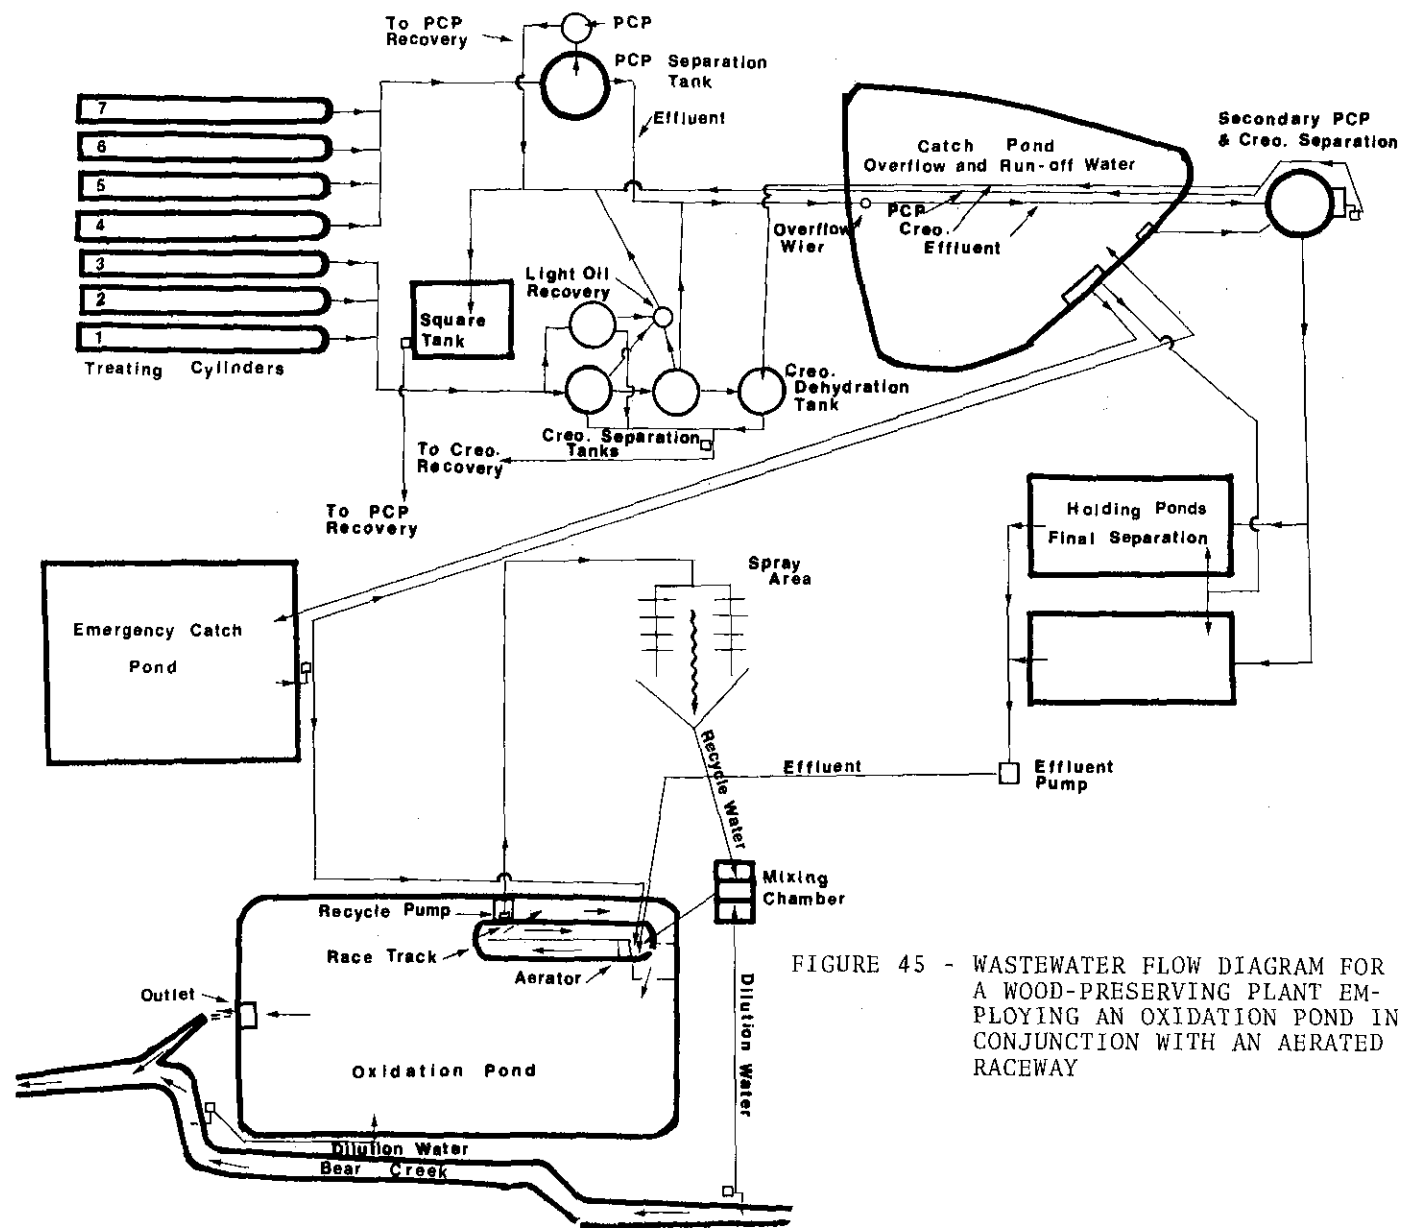 To PCP
Recovery
PCP
PCP Separation
Tank
Effluent
7
6
5
4
3
2
1
Treating Cylinders
Catch Pond
Overflow and Run-off Water
Secondary PCP
& Creo. Separation
PCP
Creo.
Effluent
Overflow
Wier
Light Oil
Recovery
Square
Tank
Creo.
Dehydration
Tank
Creo. Separation
Tanks
To Creo.
Recovery
To PCP
Recovery
Holding Ponds
Final Separation
Spray
Area
Emergency Catch
Pond
Recycle Water
Effluent
Effluent
Pump
Mixing
Chamber
Recycle Pump
Race Track
Aerator
Outlet
Oxidation Pond
Dilution Water
Dilution Water
Bear Creek
FIGURE 45 - WASTEWATER FLOW DIAGRAM FOR
A WOOD-PRESERVING PLANT EM-
PLOYING AN OXIDATION POND IN
CONJUNCTION WITH AN AERATED
RACEWAY